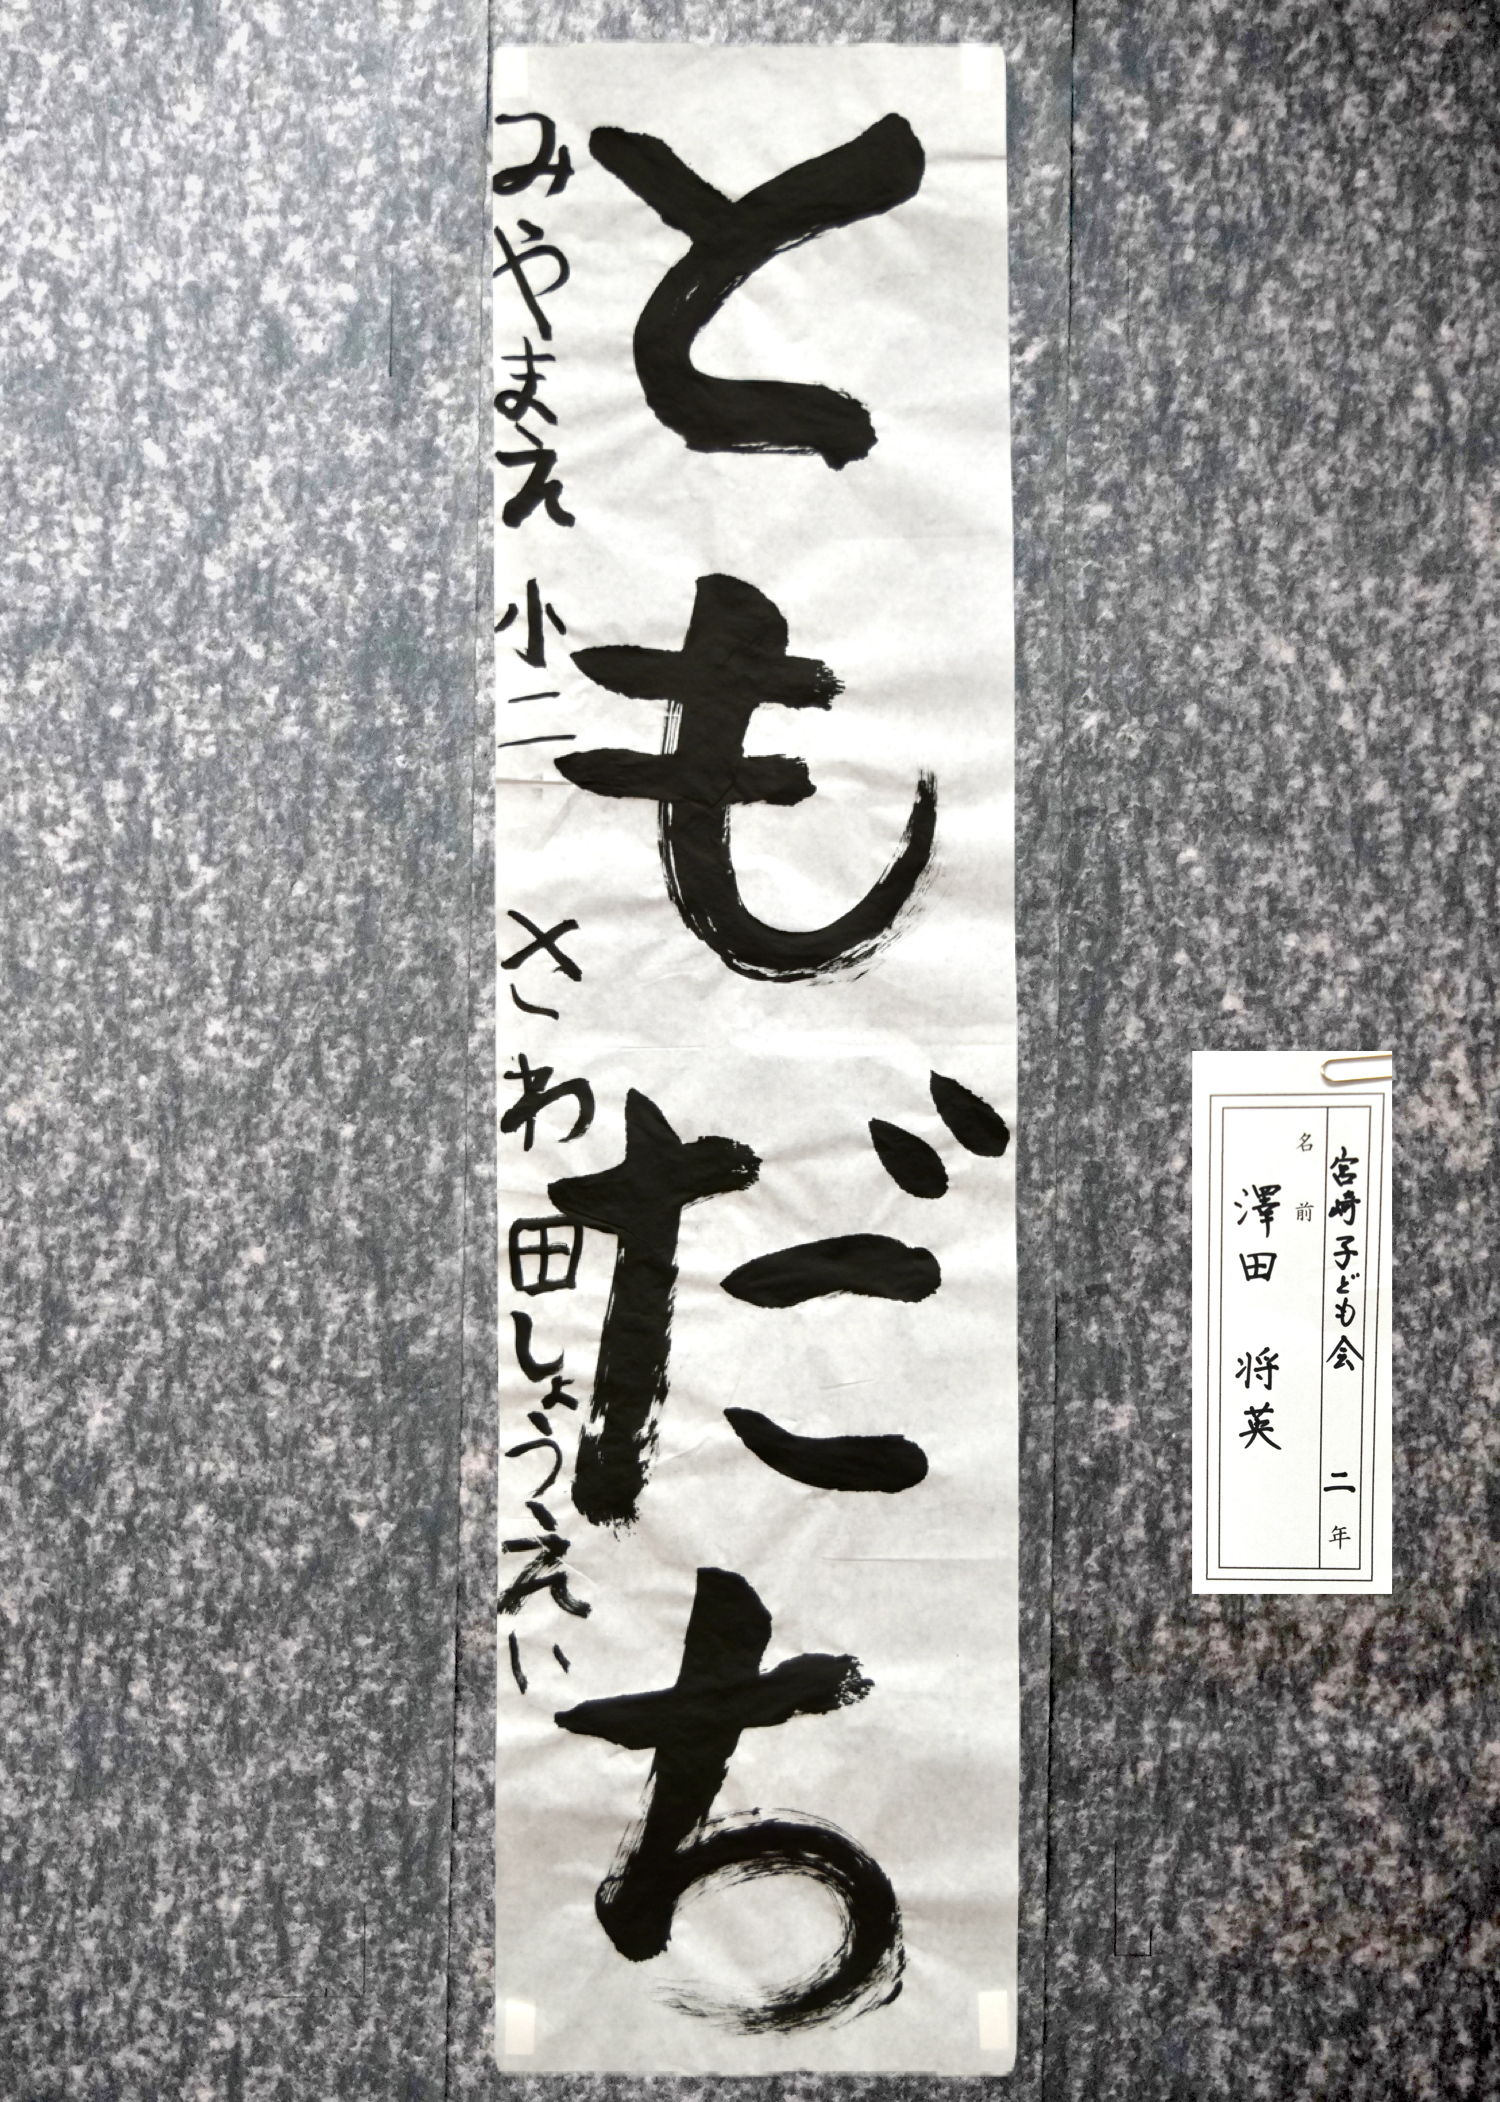 ともだち
みやまえ小二 さわ田しょうえい
宮崎子ども会 二年
名前
澤田 将英